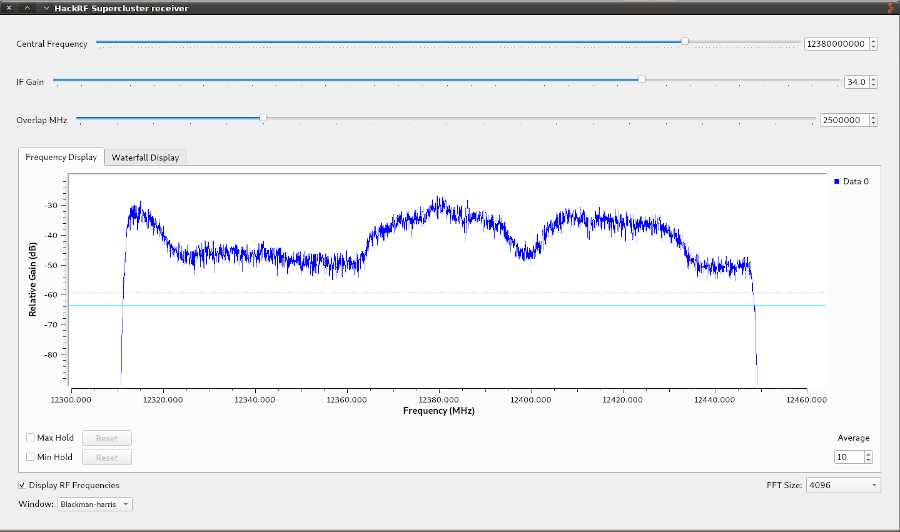 HackRF Supercluster receiver
Central Frequency 12380000000
IF Gain 34.0
Overlap MHz 2500000
Frequency Display Waterfall Display
Data 0
-30
-40
-50
-60
-70
-80
Relative Gain (dB)
12300.000 12320.000 12340.000 12360.000 12380.000 12400.000 12420.000 12440.000 12460.000
Frequency (MHz)
Max Hold Reset Average
Min Hold Reset 10
Display RF Frequencies FFT Size: 4096
Window: Blackman-harris